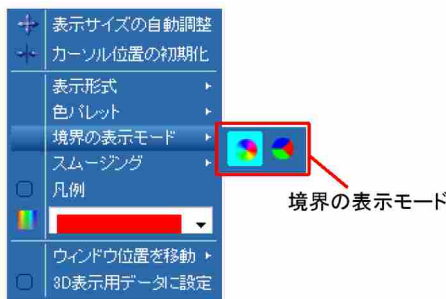 表示サイズの自動調整
カーソル位置の初期化
表示形式
色パレット
境界の表示モード
スムージング
凡例
境界の表示モード
ウィンドウ位置を移動
3D表示用データに設定